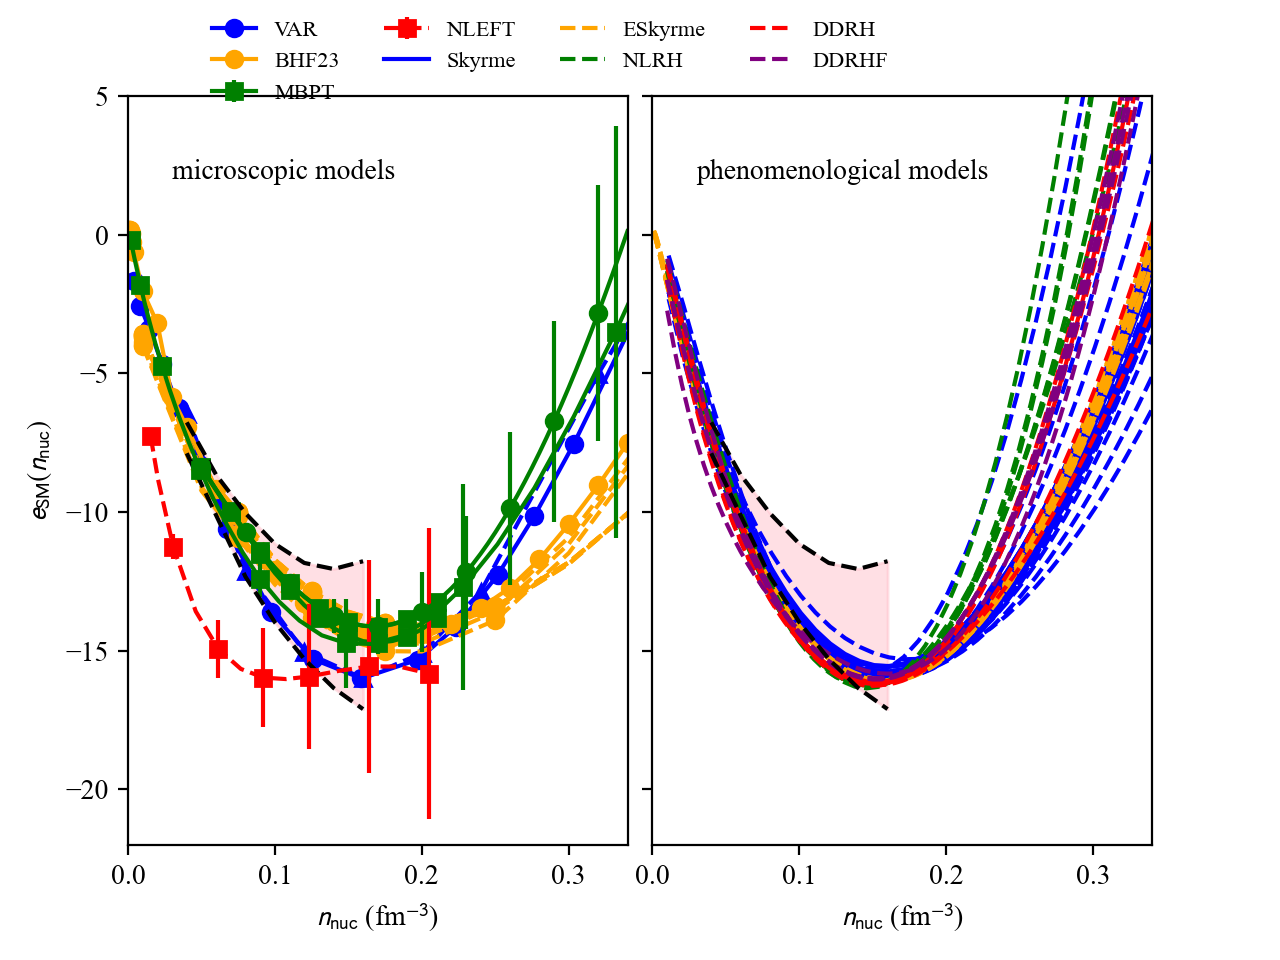 VAR NLEFT ESkyrme DDRH
BHF23 Skyrme NLRH DDRHF
MBPT
microscopic models
phenomenological models
5
0
−5
−10
−15
−20
e_SM(n_nuc)
0.0 0.1 0.2 0.3
0.0 0.1 0.2 0.3
n_nuc (fm⁻³)
n_nuc (fm⁻³)